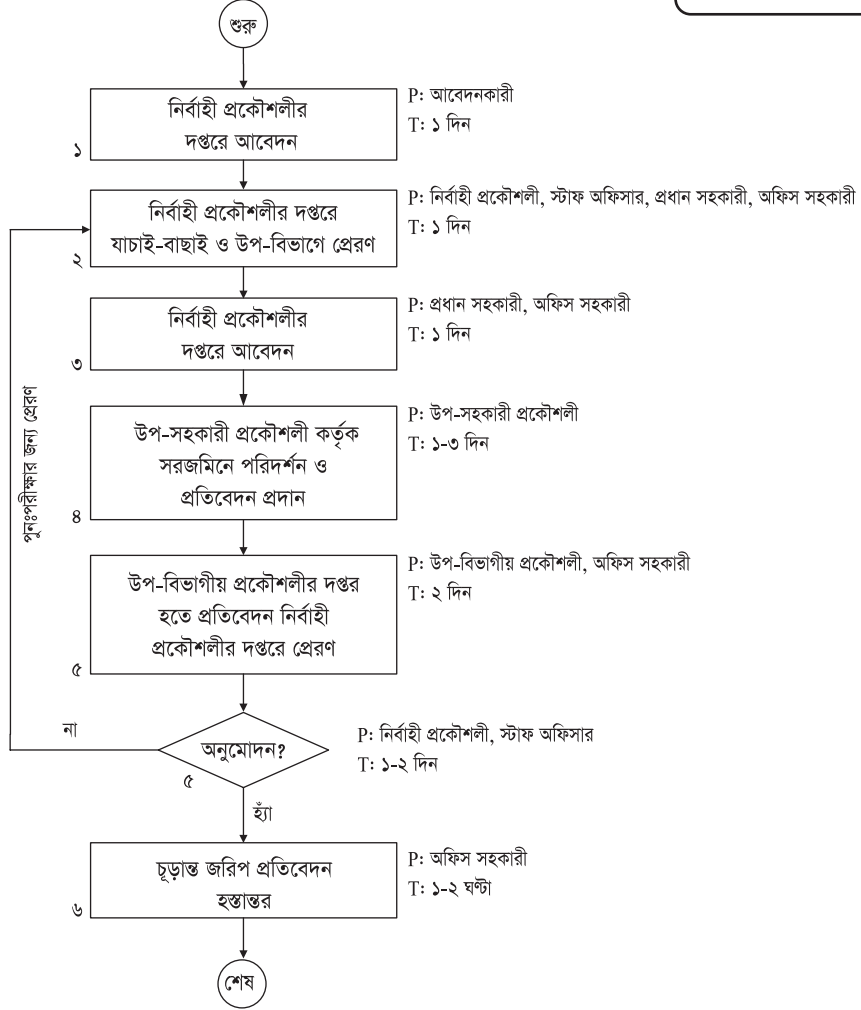 শুরু
নির্বাহী প্রকৌশলীর
দপ্তরে আবেদন
১
P: আবেদনকারী
T: ১ দিন
নির্বাহী প্রকৌশলীর দপ্তরে
যাচাই-বাছাই ও উপ-বিভাগে প্রেরণ
২
P: নির্বাহী প্রকৌশলী, স্টাফ অফিসার, প্রধান সহকারী, অফিস সহকারী
T: ১ দিন
নির্বাহী প্রকৌশলীর
দপ্তরে আবেদন
৩
P: প্রধান সহকারী, অফিস সহকারী
T: ১ দিন
উপ-সহকারী প্রকৌশলী কর্তৃক
সরজমিনে পরিদর্শন ও
প্রতিবেদন প্রদান
৪
P: উপ-সহকারী প্রকৌশলী
T: ১-৩ দিন
পুনঃপরীক্ষার জন্য প্রেরণ
উপ-বিভাগীয় প্রকৌশলীর দপ্তর
হতে প্রতিবেদন নির্বাহী
প্রকৌশলীর দপ্তরে প্রেরণ
৫
P: উপ-বিভাগীয় প্রকৌশলী, অফিস সহকারী
T: ২ দিন
না
অনুমোদন?
৫
P: নির্বাহী প্রকৌশলী, স্টাফ অফিসার
T: ১-২ দিন
হ্যাঁ
চূড়ান্ত জরিপ প্রতিবেদন
হস্তান্তর
৬
P: অফিস সহকারী
T: ১-২ ঘণ্টা
শেষ